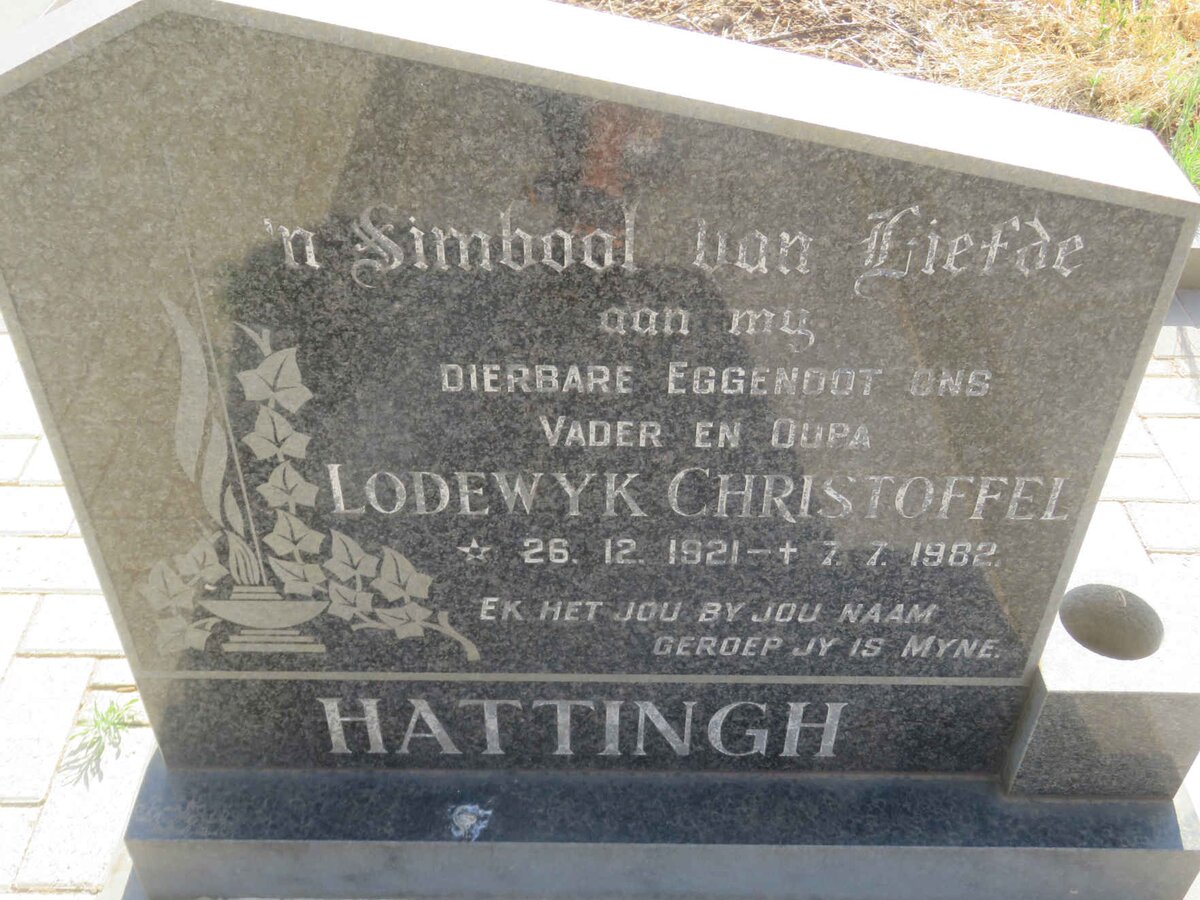 'n Simbool van Liefde
aan my
DIERBARE EGGENOOT ONS
VADER EN OUPA
LODEWYK CHRISTOFFEL
☆ 26. 12. 1921 – ✝ 7. 7. 1982.
EK HET JOU BY JOU NAAM
GEROEP JY IS MYNE.
HATTINGH